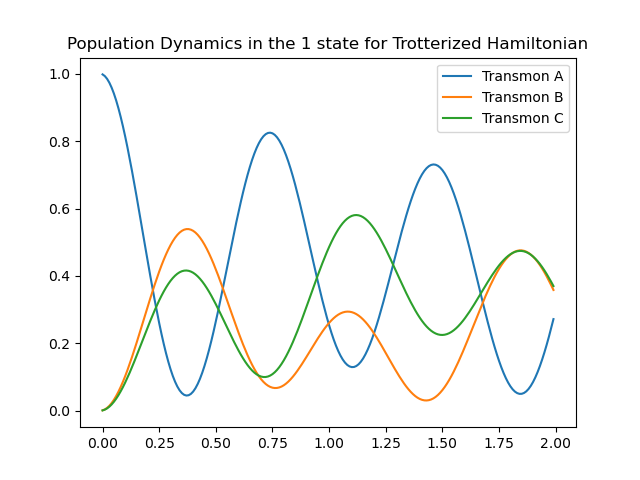 Population Dynamics in the 1 state for Trotterized Hamiltonian
Transmon A
Transmon B
Transmon C
1.0
0.8
0.6
0.4
0.2
0.0
0.00 0.25 0.50 0.75 1.00 1.25 1.50 1.75 2.00